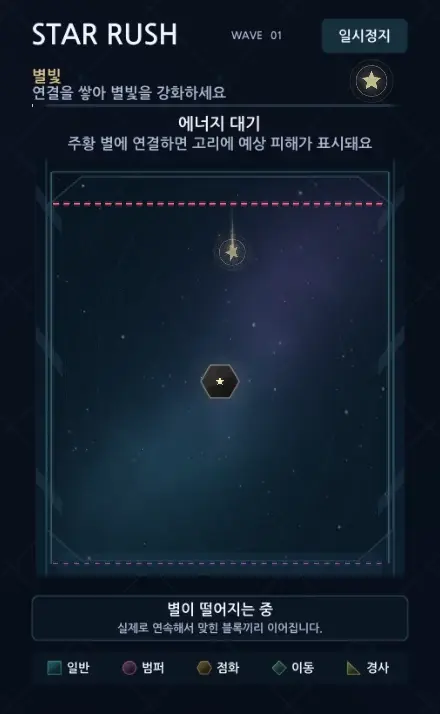 STAR RUSH
WAVE 01
일시정지
별빛
연결을 쌓아 별빛을 강화하세요
에너지 대기
주황 별에 연결하면 고리에 예상 피해가 표시돼요
별이 떨어지는 중
실제로 연속해서 맞힌 블록끼리 이어집니다.
일반
범퍼
점화
이동
경사